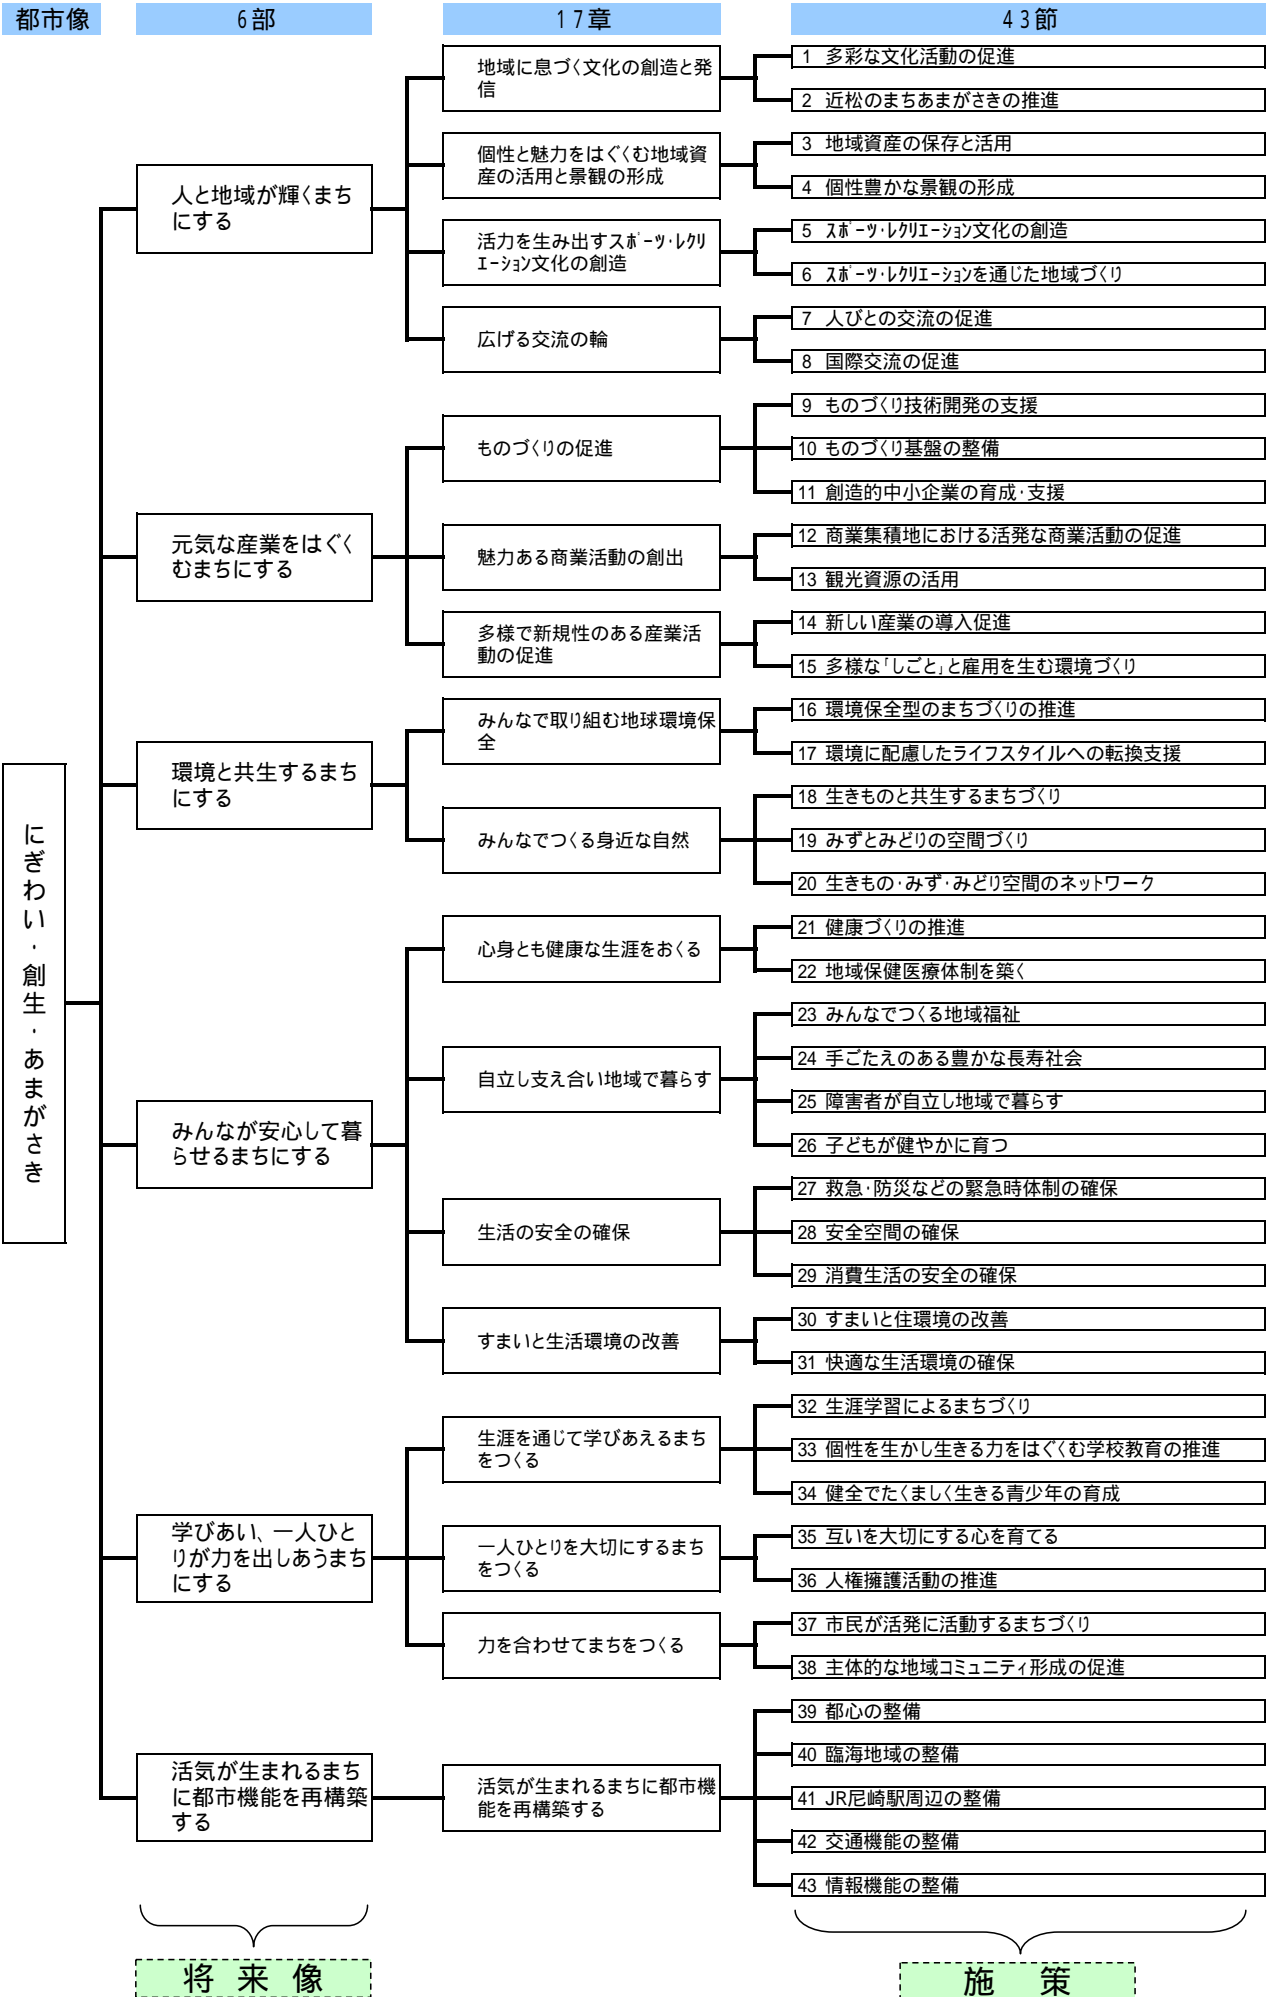 都市像
6部
17章
43節
にぎわい・創生・あまがさき
人と地域が輝くまち
にする
地域に息づく文化の創造と発
信
1 多彩な文化活動の促進
2 近松のまちあまがさきの推進
個性と魅力をはぐくむ地域資
産の活用と景観の形成
3 地域資産の保存と活用
4 個性豊かな景観の形成
活力を生み出すスポーツ・レクリ
エーション文化の創造
5 スポーツ・レクリエーション文化の創造
6 スポーツ・レクリエーションを通じた地域づくり
広げる交流の輪
7 人びとの交流の促進
8 国際交流の促進
元気な産業をはぐく
むまちにする
ものづくりの促進
9 ものづくり技術開発の支援
10 ものづくり基盤の整備
11 創造的中小企業の育成・支援
魅力ある商業活動の創出
12 商業集積地における活発な商業活動の促進
13 観光資源の活用
多様で新規性のある産業活
動の促進
14 新しい産業の導入促進
15 多様な「しごと」と雇用を生む環境づくり
環境と共生するまち
にする
みんなで取り組む地球環境保
全
16 環境保全型のまちづくりの推進
17 環境に配慮したライフスタイルへの転換支援
みんなでつくる身近な自然
18 生きものと共生するまちづくり
19 みずとみどりの空間づくり
20 生きもの・みず・みどり空間のネットワーク
みんなが安心して暮
らせるまちにする
心身とも健康な生涯をおくる
21 健康づくりの推進
22 地域保健医療体制を築く
自立し支え合い地域で暮らす
23 みんなでつくる地域福祉
24 手ごたえのある豊かな長寿社会
25 障害者が自立し地域で暮らす
26 子どもが健やかに育つ
生活の安全の確保
27 救急・防災などの緊急時体制の確保
28 安全空間の確保
29 消費生活の安全の確保
すまいと生活環境の改善
30 すまいと住環境の改善
31 快適な生活環境の確保
学びあい、一人ひと
りが力を出しあうまち
にする
生涯を通じて学びあえるまち
をつくる
32 生涯学習によるまちづくり
33 個性を生かし生きる力をはぐくむ学校教育の推進
34 健全でたくましく生きる青少年の育成
一人ひとりを大切にするまち
をつくる
35 互いを大切にする心を育てる
36 人権擁護活動の推進
力を合わせてまちをつくる
37 市民が活発に活動するまちづくり
38 主体的な地域コミュニティ形成の促進
活気が生まれるまち
に都市機能を再構築
する
活気が生まれるまちに都市機
能を再構築する
39 都心の整備
40 臨海地域の整備
41 JR尼崎駅周辺の整備
42 交通機能の整備
43 情報機能の整備
将来像
施策